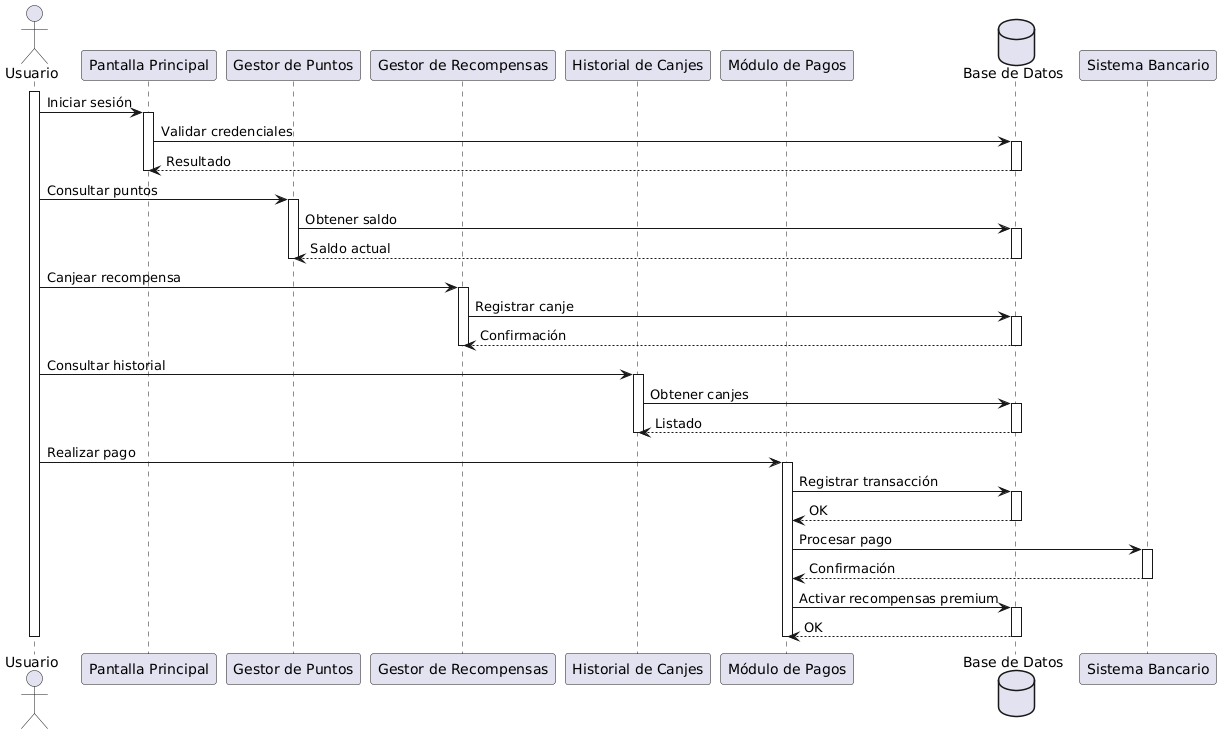 Usuario
Pantalla Principal
Gestor de Puntos
Gestor de Recompensas
Historial de Canjes
Módulo de Pagos
Base de Datos
Sistema Bancario
Iniciar sesión
Validar credenciales
Resultado
Consultar puntos
Obtener saldo
Saldo actual
Canjear recompensa
Registrar canje
Confirmación
Consultar historial
Obtener canjes
Listado
Realizar pago
Registrar transacción
OK
Procesar pago
Confirmación
Activar recompensas premium
OK
Usuario
Pantalla Principal
Gestor de Puntos
Gestor de Recompensas
Historial de Canjes
Módulo de Pagos
Base de Datos
Sistema Bancario